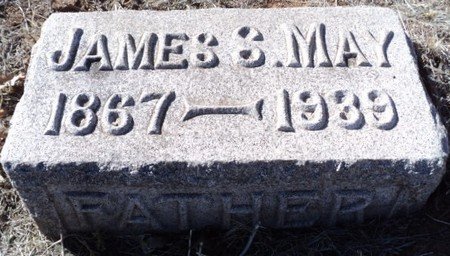 JAMES S. MAY
1867 — 1939
FATHER